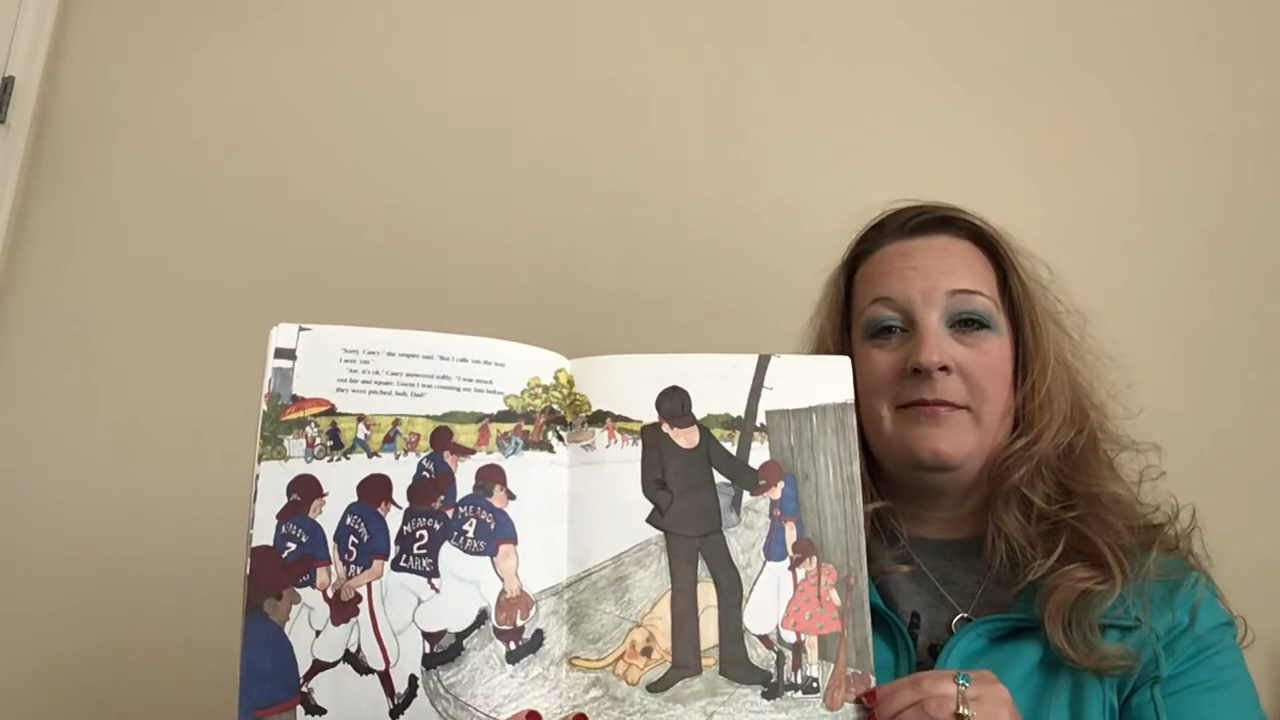 "Sorry, Casey," the umpire said. "But I calls 'em the way
I sees 'em."
"Aw, it's ok," Casey answered softly. "I was struck
out fair and square. Guess I was counting my hits before
they were pitched, huh, Dad?"
MEADOW
7
5
MEADOW
2
LARKS
MEADOW
4
LARKS